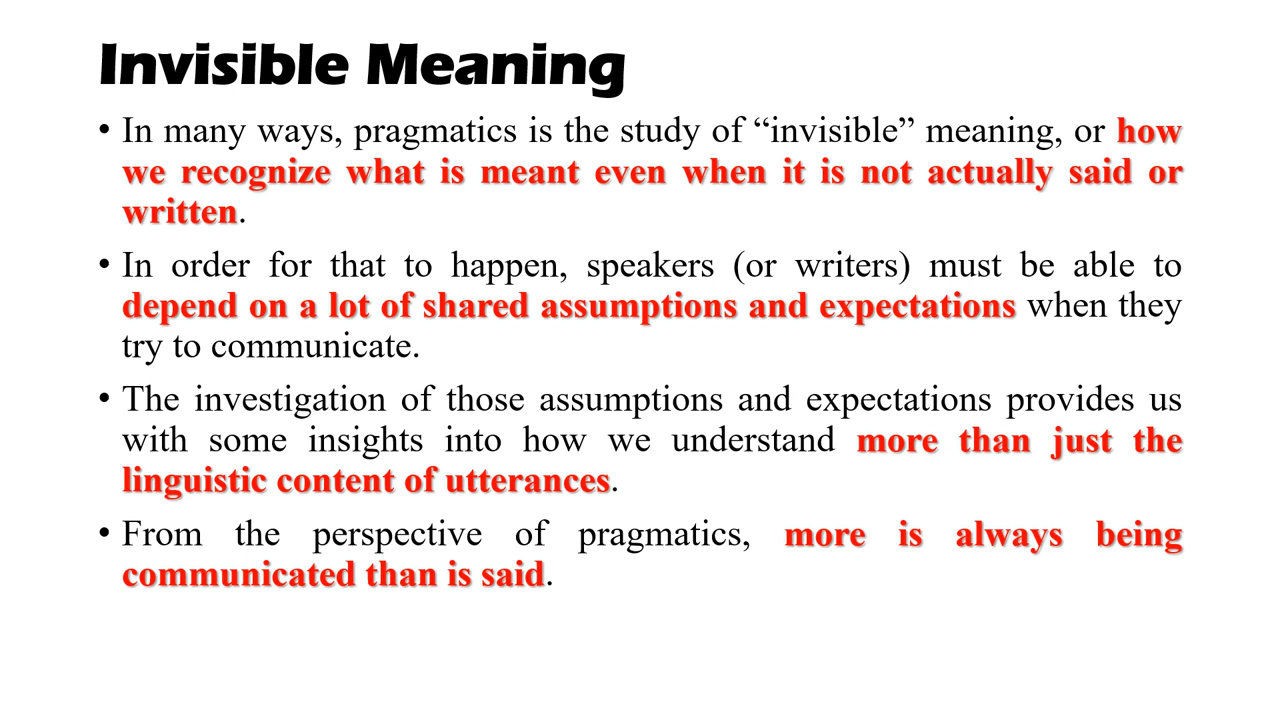 Invisible Meaning
• In many ways, pragmatics is the study of “invisible” meaning, or how
we recognize what is meant even when it is not actually said or
written.
• In order for that to happen, speakers (or writers) must be able to
depend on a lot of shared assumptions and expectations when they
try to communicate.
• The investigation of those assumptions and expectations provides us
with some insights into how we understand more than just the
linguistic content of utterances.
• From the perspective of pragmatics, more is always being
communicated than is said.